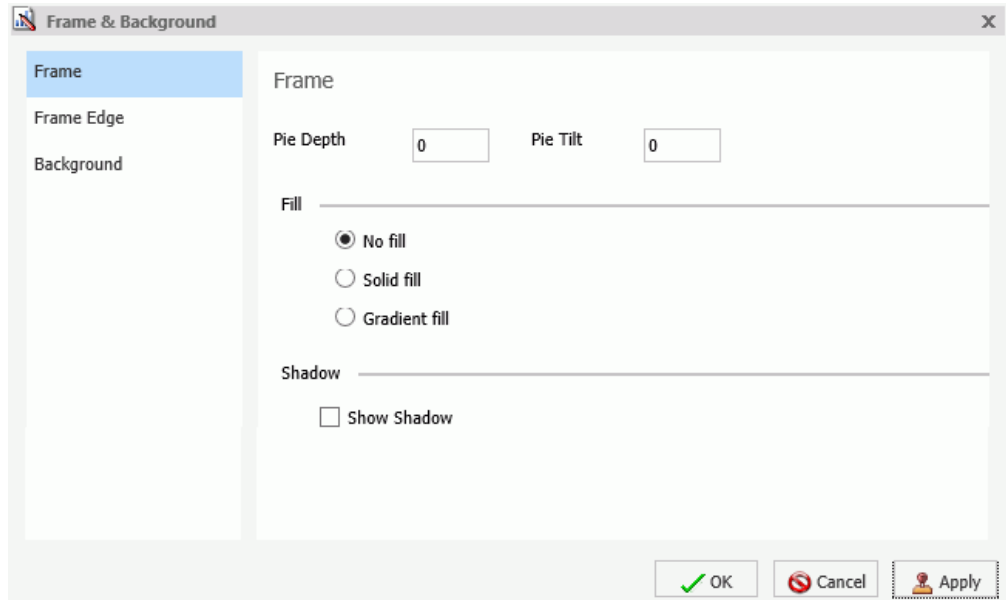 Frame & Background
X
Frame
Frame Edge
Background
Frame
Pie Depth 0 Pie Tilt 0
Fill
No fill
Solid fill
Gradient fill
Shadow
Show Shadow
OK Cancel Apply